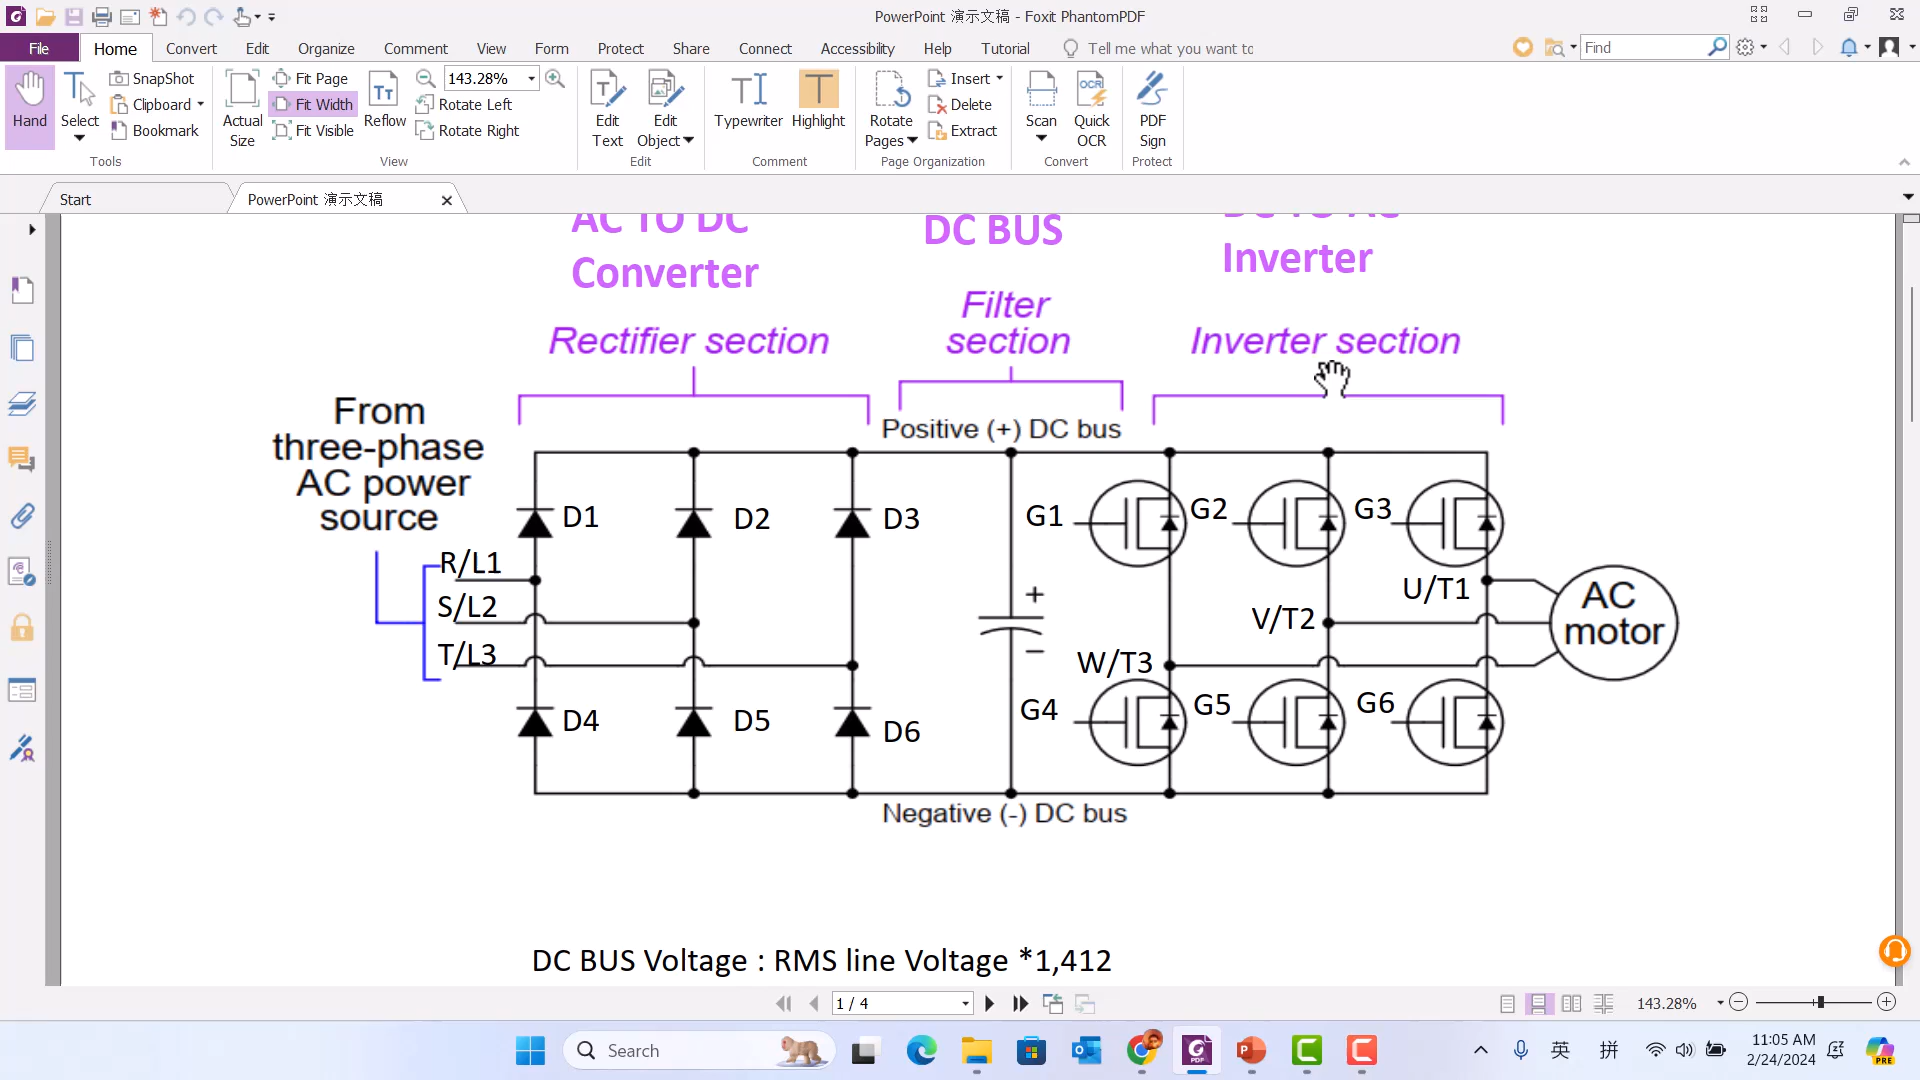 PowerPoint 演示文稿 - Foxit PhantomPDF
File Home Convert Edit Organize Comment View Form Protect Share Connect Accessibility Help Tutorial Tell me what you want to Find
Hand
Select
SnapShot
Clipboard
Bookmark
Tools
Actual
Size
Fit Page
Fit Width
Fit Visible
Reflow
143.28%
Rotate Left
Rotate Right
View
Edit
Text
Edit
Object
Edit
Typewriter
Highlight
Comment
Rotate
Pages
Insert
Delete
Extract
Page Organization
Scan
Quick
OCR
Convert
PDF
Sign
Protect
Start
PowerPoint 演示文稿
AC TO DC
Converter
DC BUS
DC TO AC
Inverter
Rectifier section
Filter
section
Inverter section
From
three-phase
AC power
source
Positive (+) DC bus
D1
D2
D3
G1
G2
G3
R/L1
S/L2
T/L3
+
−
U/T1
V/T2
W/T3
AC
motor
D4
D5
D6
G4
G5
G6
Negative (-) DC bus
DC BUS Voltage : RMS line Voltage *1,412
1 / 4
143.28%
Search
英
拼
11:05 AM
2/24/2024